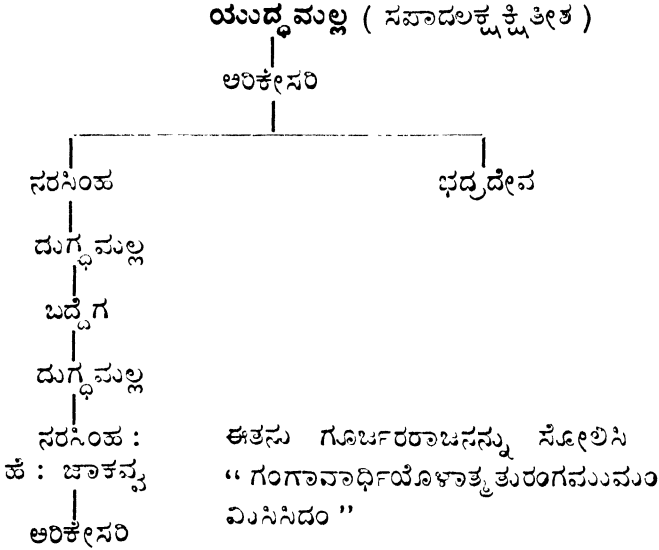 ಯುದ್ಧಮಲ್ಲ ( ಸಪಾದಲಕ್ಷಕ್ಷಿತೀಶ )
ಅರಿಕೇಸರಿ
ನರಸಿಂಹ ಭದ್ರದೇವ
ದುಗ್ಧಮಲ್ಲ
ಬದ್ದೆಗ
ದುಗ್ಧಮಲ್ಲ
ನರಸಿಂಹ : ಈತನು ಗೂರ್ಜರರಾಜನನ್ನು ಸೋಲಿಸಿ
ಹೆ : ಜಾಕವ್ವ “ ಗಂಗಾವಾರ್ಧಿಯೊಳಾತ್ಮತುರಂಗಮುಮಂ
ಅರಿಕೇಸರಿ ಮಿಸಿಸಿದಂ ”